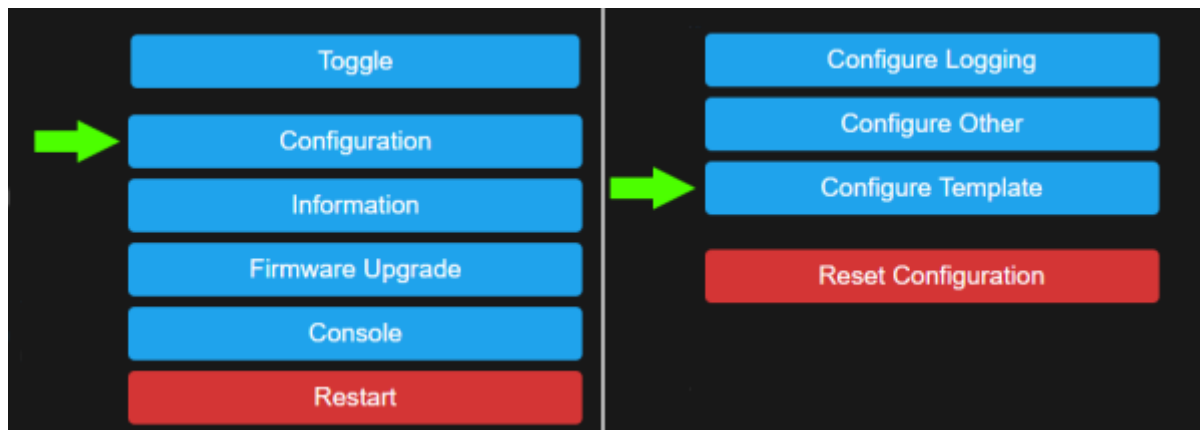 Toggle
Configuration
Information
Firmware Upgrade
Console
Restart
Configure Logging
Configure Other
Configure Template
Reset Configuration